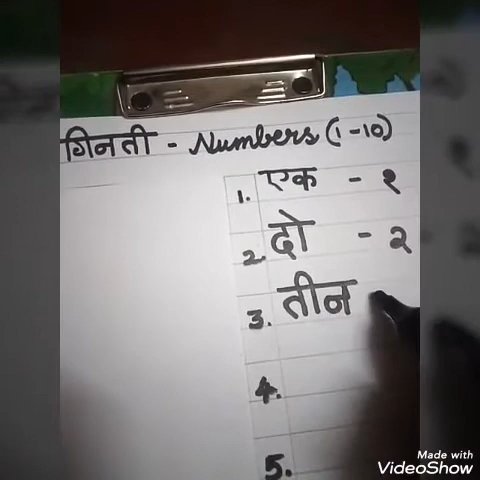 गिनती - Numbers (1-10)
1. एक - १
2. दो - २
3. तीन
4.
5.
Made with
VideoShow